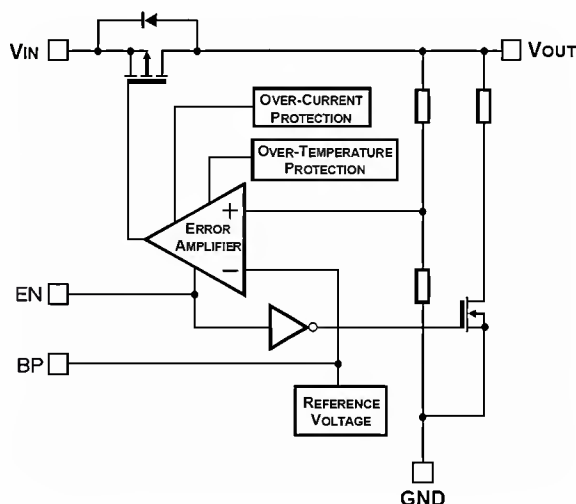 VIN
VOUT
OVER-CURRENT
PROTECTION
OVER-TEMPERATURE
PROTECTION
+
ERROR
AMPLIFIER
−
EN
BP
REFERENCE
VOLTAGE
GND